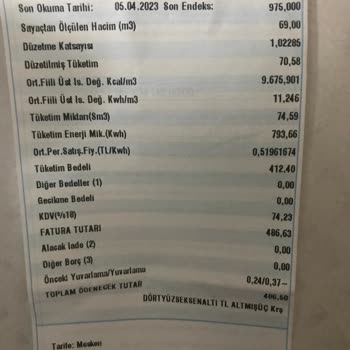 Son Okuma Tarihi: 05.04.2023 Son Endeks: 975,000
Sayaçtan Ölçülen Hacim (m3) 69,00
Düzeltme Katsayısı 1,02285
Düzeltilmiş Tüketim 70,58
Ort.Fiili Üst Is. Değ. Kcal/m3 9.675,901
Ort.Fiili Üst Is. Değ. Kwh/m3 11,246
Tüketim Miktarı(Sm3) 74,59
Tüketim Enerji Mik.(Kwh) 793,66
Ort.Per.Satış.Fiy.(TL/Kwh) 0,51961674
Tüketim Bedeli 412,40
Diğer Bedeller (1) 0,00
Gecikme Bedeli 0,00
KDV(%18) 74,23
FATURA TUTARI 486,63
Alacak İade (2) 0,00
Diğer Borç (3) 0,00
Önceki Yuvarlama/Yuvarlama 0,24/0,37-
TOPLAM ÖDENECEK TUTAR 486,50
DÖRTYÜZSEKSENALTI TL ALTMIŞÜÇ Krş
Tarife: Mesken